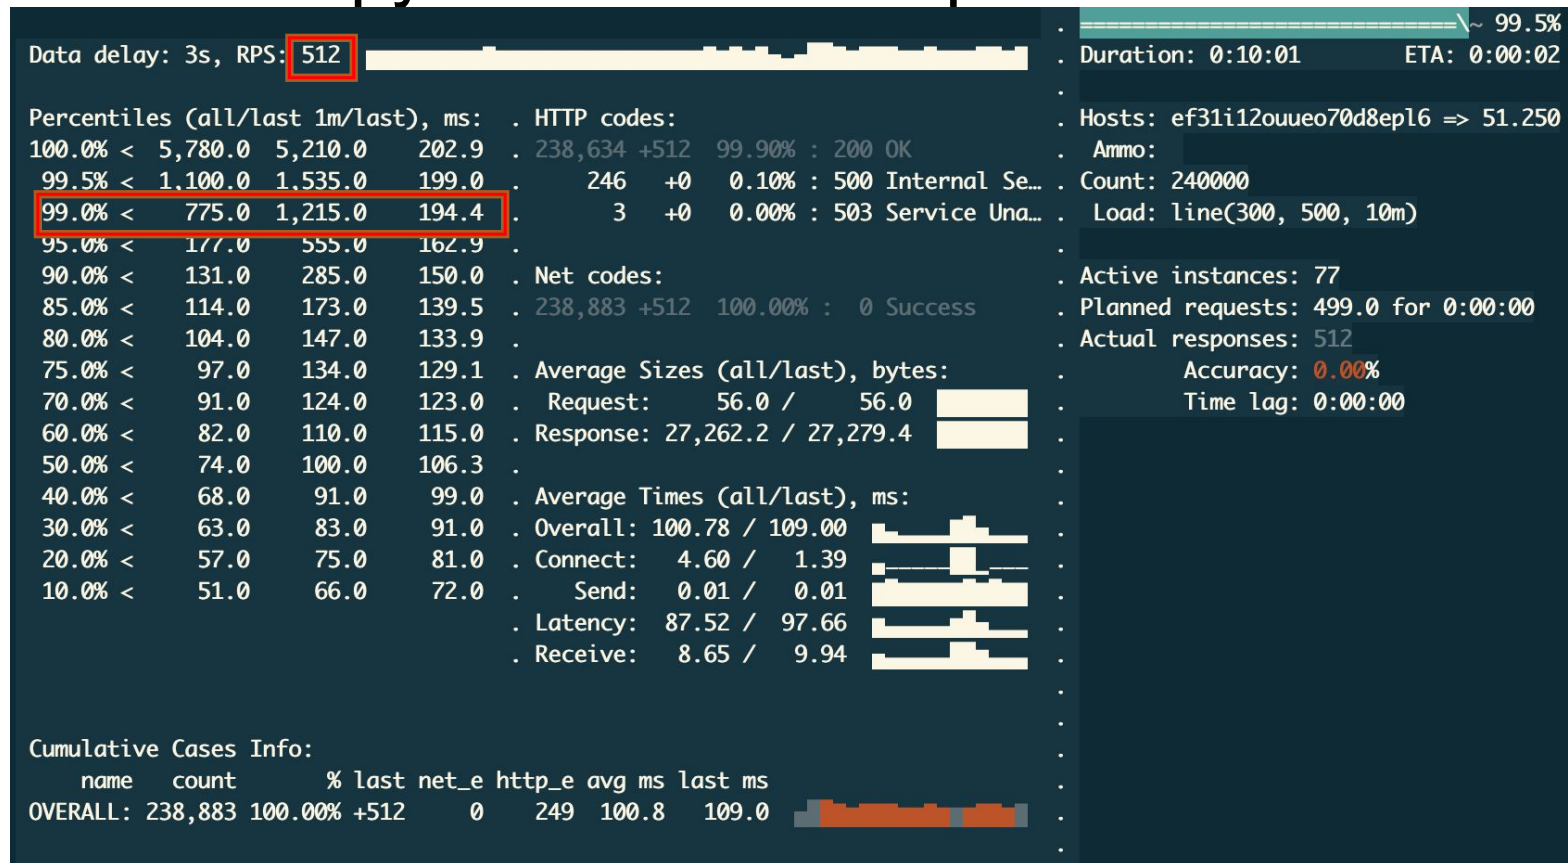 Data delay: 3s, RPS: 512
Percentiles (all/last 1m/last), ms:
100.0% < 5,780.0 5,210.0 202.9
99.5% < 1,100.0 1,535.0 199.0
99.0% < 775.0 1,215.0 194.4
95.0% < 177.0 555.0 162.9
90.0% < 131.0 285.0 150.0
85.0% < 114.0 173.0 139.5
80.0% < 104.0 147.0 133.9
75.0% < 97.0 134.0 129.1
70.0% < 91.0 124.0 123.0
60.0% < 82.0 110.0 115.0
50.0% < 74.0 100.0 106.3
40.0% < 68.0 91.0 99.0
30.0% < 63.0 83.0 91.0
20.0% < 57.0 75.0 81.0
10.0% < 51.0 66.0 72.0
. HTTP codes:
. 238,634 +512 99.90% : 200 OK
. 246 +0 0.10% : 500 Internal Se…
. 3 +0 0.00% : 503 Service Una…
.
. Net codes:
. 238,883 +512 100.00% : 0 Success
.
. Average Sizes (all/last), bytes:
. Request: 56.0 / 56.0
. Response: 27,262.2 / 27,279.4
.
. Average Times (all/last), ms:
. Overall: 100.78 / 109.00
. Connect: 4.60 / 1.39
. Send: 0.01 / 0.01
. Latency: 87.52 / 97.66
. Receive: 8.65 / 9.94
Cumulative Cases Info:
name count % last net_e http_e avg ms last ms
OVERALL: 238,883 100.00% +512 0 249 100.8 109.0
. ==============================\~ 99.5%
. Duration: 0:10:01 ETA: 0:00:02
.
. Hosts: ef31i12ouueo70d8epl6 => 51.250
. Ammo:
. Count: 240000
. Load: line(300, 500, 10m)
.
. Active instances: 77
. Planned requests: 499.0 for 0:00:00
. Actual responses: 512
. Accuracy: 0.00%
. Time lag: 0:00:00